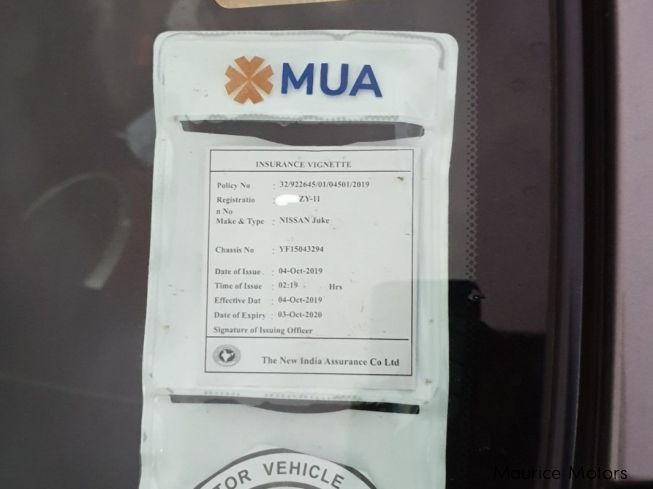 MUA
INSURANCE VIGNETTE
Policy No : 32/922645/01/04501/2019
Registratio : ZY-11
n No
Make & Type : NISSAN Juke
Chassis No : YF15043294
Date of Issue : 04-Oct-2019
Time of Issue : 02:19 Hrs
Effective Dat : 04-Oct-2019
Date of Expiry : 03-Oct-2020
Signature of Issuing Officer
The New India Assurance Co Ltd
TOR VEHICLE
Maurice-Motors